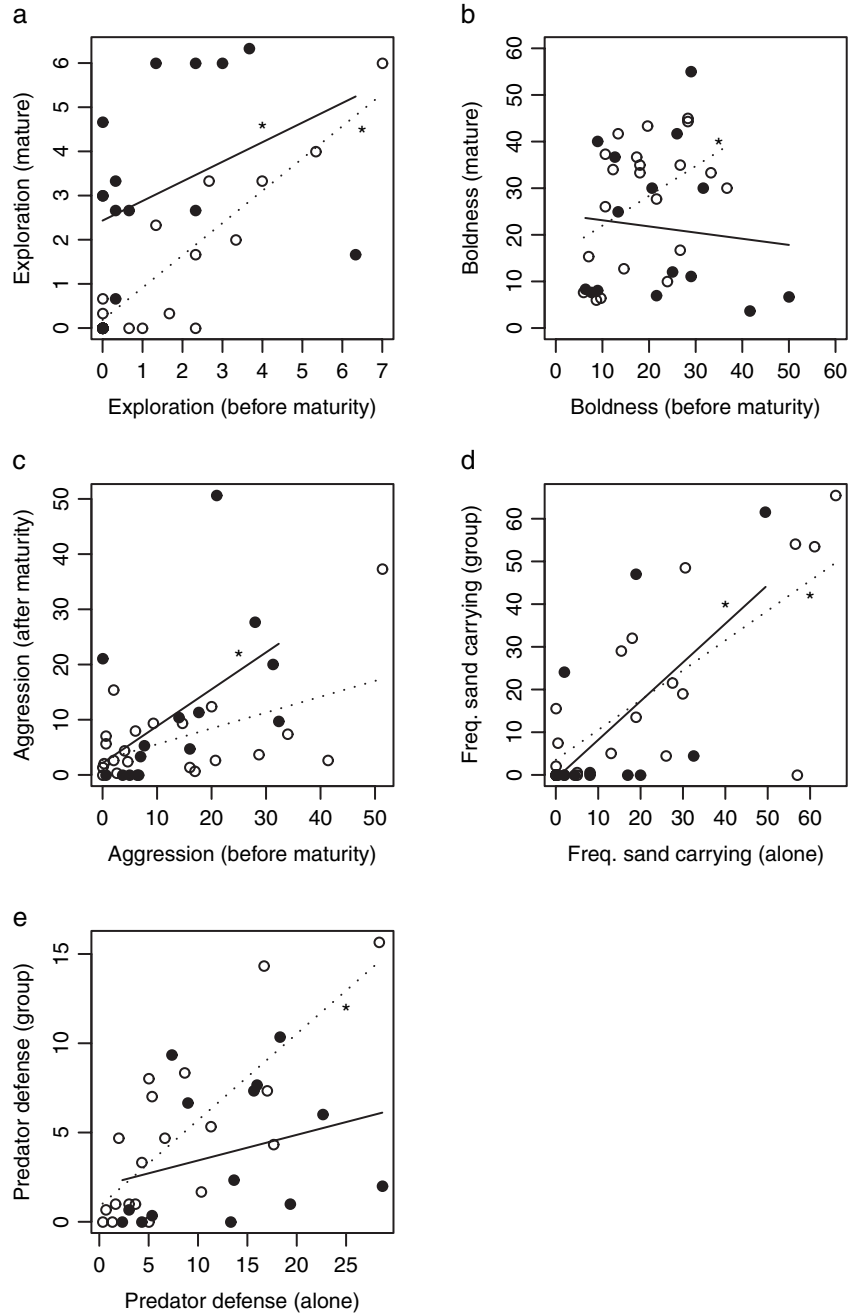 a
Exploration (mature)
6
5
4
3
2
1
0
*
*
0 1 2 3 4 5 6 7
Exploration (before maturity)
b
Boldness (mature)
60
50
40
30
20
10
0
*
0 10 20 30 40 50 60
Boldness (before maturity)
c
Aggression (after maturity)
50
40
30
20
10
0
*
0 10 20 30 40 50
Aggression (before maturity)
d
Freq. sand carrying (group)
60
50
40
30
20
10
0
*
*
0 10 20 30 40 50 60
Freq. sand carrying (alone)
e
Predator defense (group)
15
10
5
0
*
0 5 10 15 20 25
Predator defense (alone)